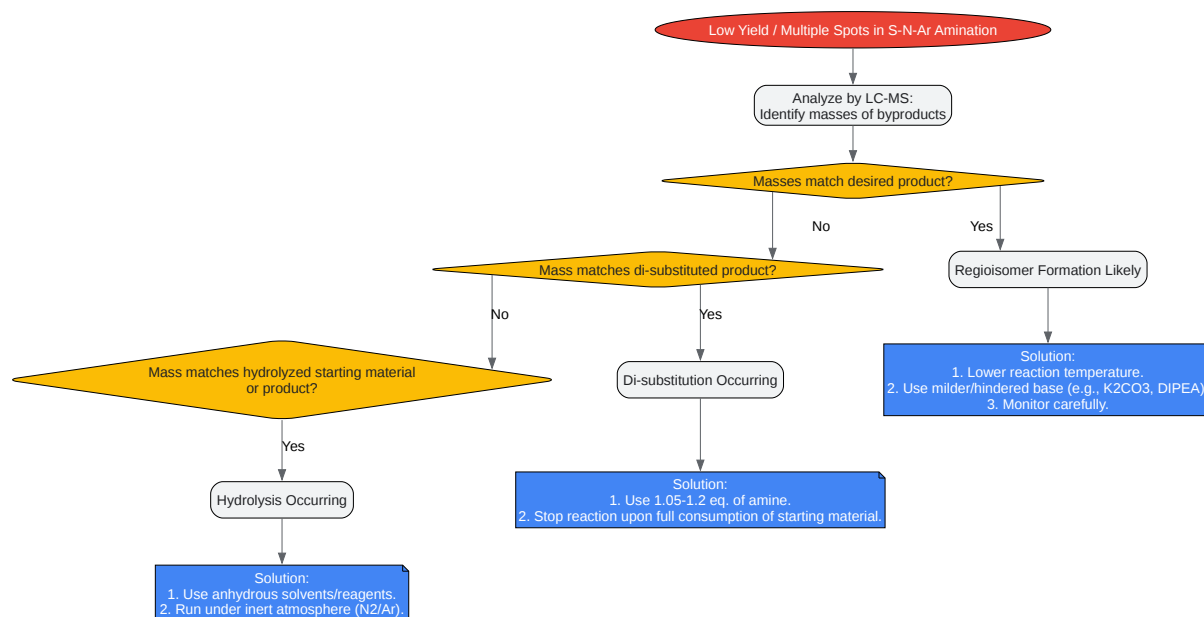 Low Yield / Multiple Spots in S-N-Ar Amination
Analyze by LC-MS:
Identify masses of byproducts
Masses match desired product?
No
Yes
Mass matches di-substituted product?
Regioisomer Formation Likely
No
Yes
Solution:
1. Lower reaction temperature.
2. Use milder/hindered base (e.g., K2CO3, DIPEA)
3. Monitor carefully.
Mass matches hydrolyzed starting material
or product?
Di-substitution Occurring
Yes
Hydrolysis Occurring
Solution:
1. Use 1.05-1.2 eq. of amine.
2. Stop reaction upon full consumption of starting material.
Solution:
1. Use anhydrous solvents/reagents.
2. Run under inert atmosphere (N2/Ar).